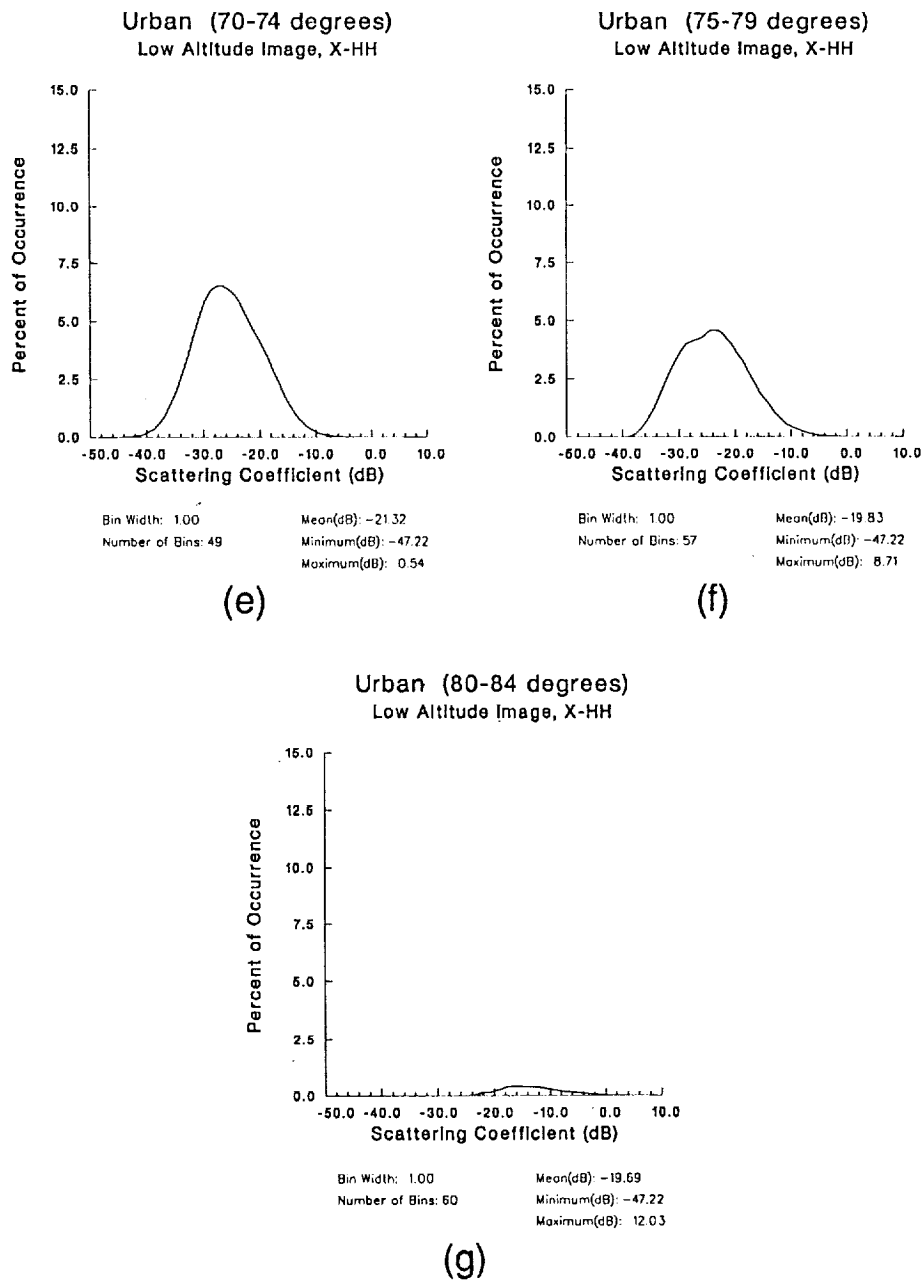 Urban (70-74 degrees)
Low Altitude Image, X-HH
15.0
12.5
10.0
7.5
5.0
2.5
0.0
Percent of Occurrence
-50.0 -40.0 -30.0 -20.0 -10.0 0.0 10.0
Scattering Coefficient (dB)
Bin Width: 1.00
Number of Bins: 49
Mean(dB): -21.32
Minimum(dB): -47.22
Maximum(dB): 0.54
(e)
Urban (75-79 degrees)
Low Altitude Image, X-HH
15.0
12.5
10.0
7.5
5.0
2.5
0.0
Percent of Occurrence
-50.0 -40.0 -30.0 -20.0 -10.0 0.0 10.0
Scattering Coefficient (dB)
Bin Width: 1.00
Number of Bins: 57
Mean(dB): -19.83
Minimum(dB): -47.22
Maximum(dB): 8.71
(f)
Urban (80-84 degrees)
Low Altitude Image, X-HH
15.0
12.5
10.0
7.5
5.0
2.5
0.0
Percent of Occurrence
-50.0 -40.0 -30.0 -20.0 -10.0 0.0 10.0
Scattering Coefficient (dB)
Bin Width: 1.00
Number of Bins: 60
Mean(dB): -19.69
Minimum(dB): -47.22
Maximum(dB): 12.03
(g)